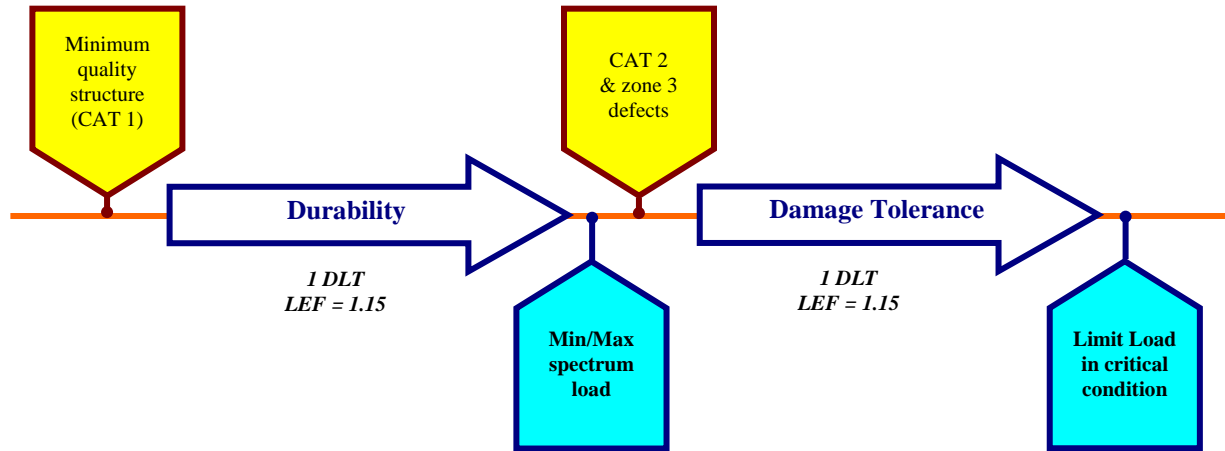 Minimum
quality
structure
(CAT 1)
CAT 2
& zone 3
defects
Durability
Damage Tolerance
1 DLT
LEF = 1.15
1 DLT
LEF = 1.15
Min/Max
spectrum
load
Limit Load
in critical
condition